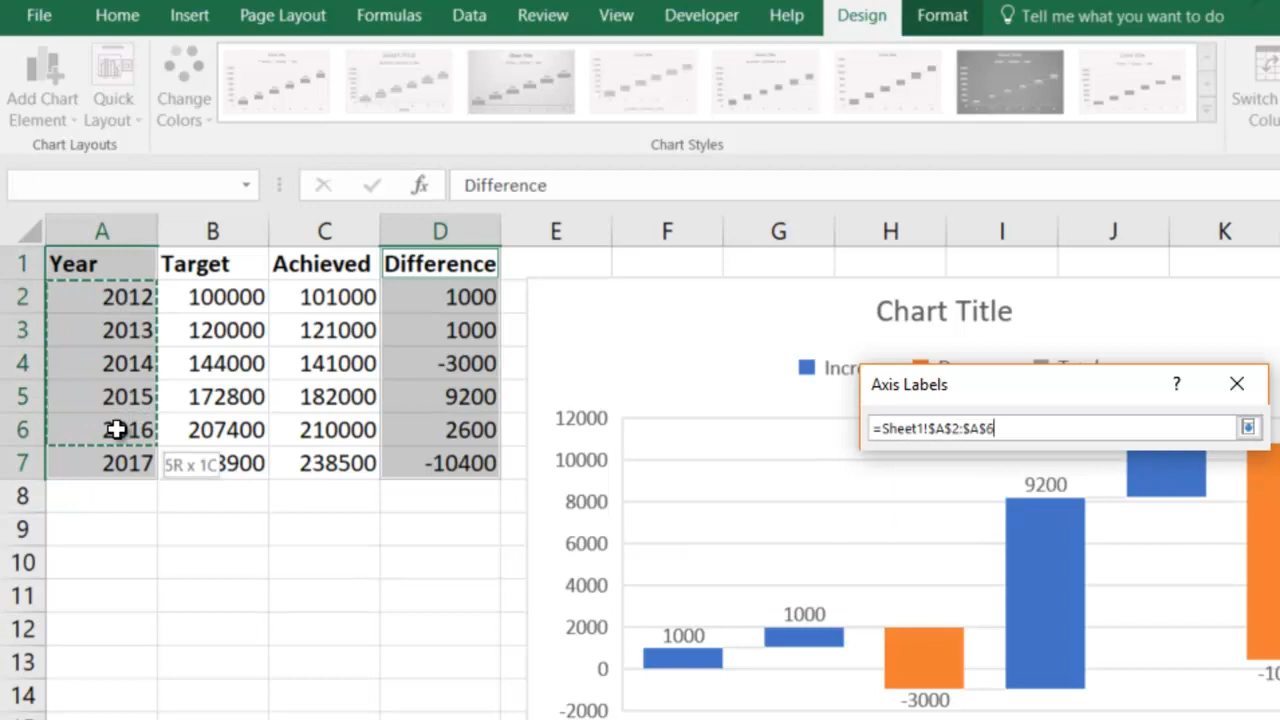 File Home Insert Page Layout Formulas Data Review View Developer Help Design Format Tell me what you want to do
Add Chart Element
Quick Layout
Change Colors
Switch
Chart Layouts
Chart Styles
fx Difference
A B C D E F G H I J K
1 Year Target Achieved Difference
2 2012 100000 101000 1000
3 2013 120000 121000 1000
4 2014 144000 141000 -3000
5 2015 172800 182000 9200
6 2016 207400 210000 2600
7 2017 238500 -10400
5R x 1C
8
9
10
11
12
13
14
Chart Title
Axis Labels ?
=Sheet1!$A$2:$A$6
12000
10000
8000
6000
4000
2000
0
-2000
1000
1000
-3000
9200